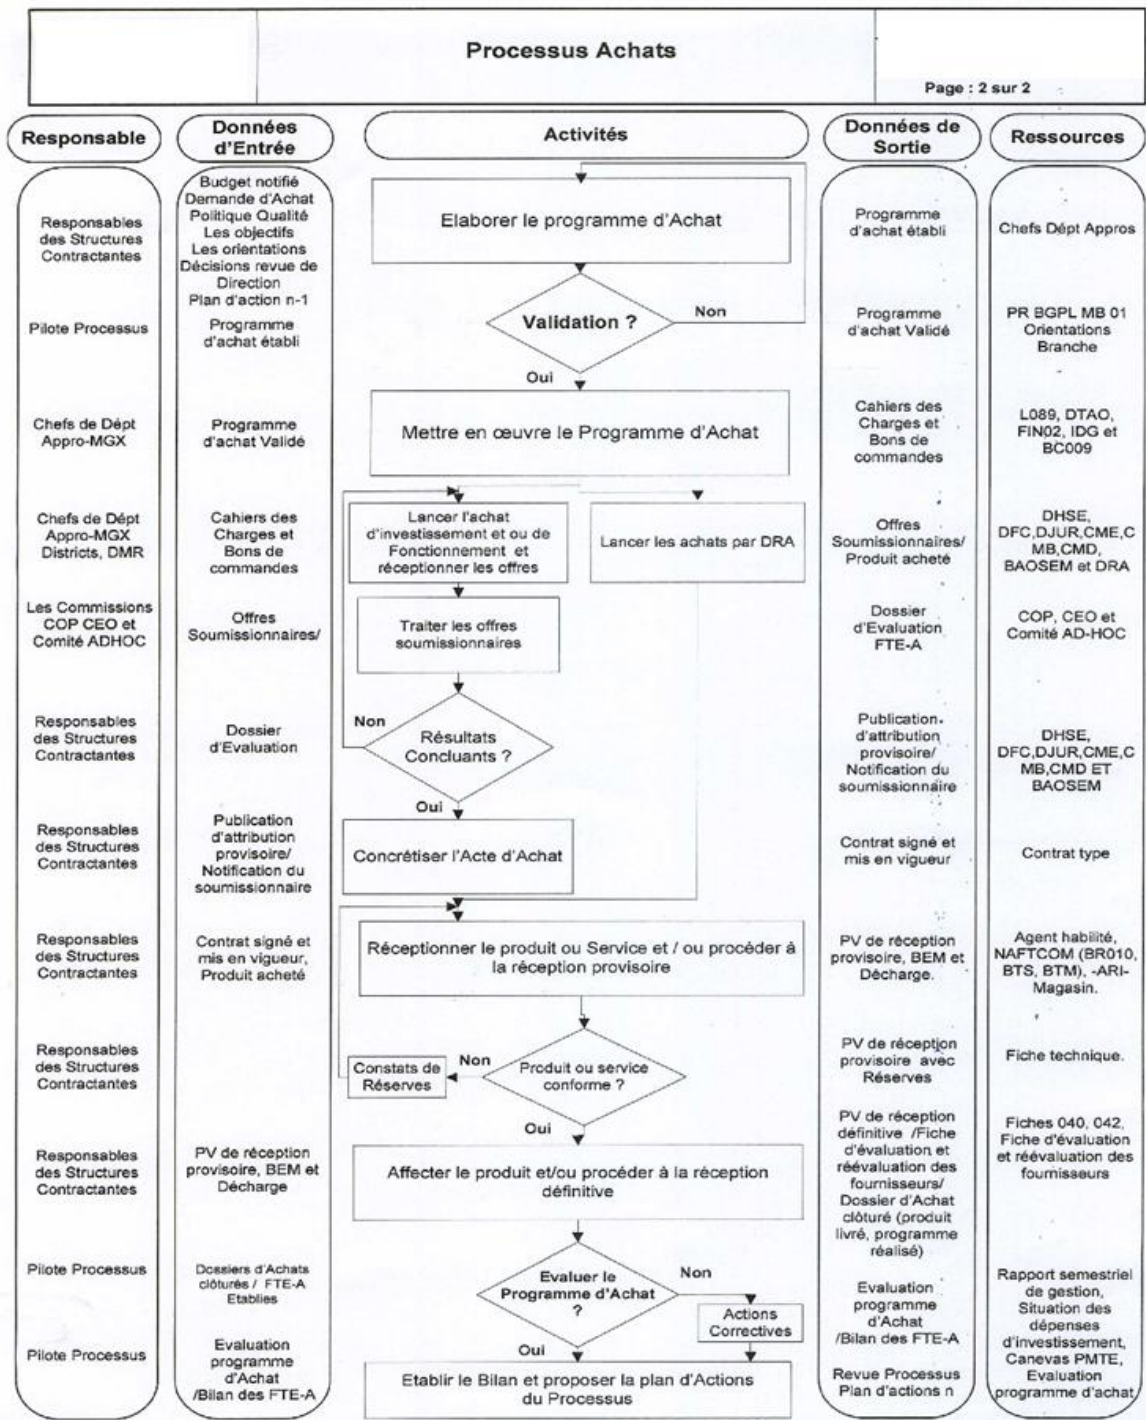 Processus Achats
Page : 2 sur 2
Responsable
Données
d'Entrée
Activités
Données de
Sortie
Ressources
Responsables
des Structures
Contractantes
Budget notifié
Demande d'Achat
Politique Qualité
Les objectifs
Les orientations
Décisions revue de
Direction
Plan d'action n-1
Elaborer le programme d'Achat
Programme
d'achat établi
Chefs Dépt Appros
Pilote Processus
Programme
d'achat établi
Validation ?
Non
Oui
Programme
d'achat Validé
PR BGPL MB 01
Orientations
Branche
Chefs de Dépt
Appro-MGX
Programme
d'achat Validé
Mettre en œuvre le Programme d'Achat
Cahiers des
Charges et
Bons de
commandes
L089, DTAO,
FIN02, IDG et
BC009
Chefs de Dépt
Appro-MGX
Districts, DMR
Cahiers des
Charges et
Bons de
commandes
Lancer l'achat
d'investissement et ou de
Fonctionnement et
réceptionner les offres
Lancer les achats par DRA
Offres
Soumissionnaires/
Produit acheté
DHSE,
DFC,DJUR,CME,C
MB,CMD,
BAOSEM et DRA
Les Commissions
COP CEO et
Comité ADHOC
Offres
Soumissionnaires/
Traiter les offres
soumissionnaires
Dossier
d'Evaluation
FTE-A
COP, CEO et
Comité AD-HOC
Responsables
des Structures
Contractantes
Dossier
d'Evaluation
Non
Résultats
Concluants ?
Oui
Publication
d'attribution
provisoire/
Notification du
soumissionnaire
DHSE,
DFC,DJUR,CME,C
MB,CMD ET
BAOSEM
Responsables
des Structures
Contractantes
Publication
d'attribution
provisoire/
Notification du
soumissionnaire
Concrétiser l'Acte d'Achat
Contrat signé et
mis en vigueur
Contrat type
Responsables
des Structures
Contractantes
Contrat signé et
mis en vigueur,
Produit acheté
Réceptionner le produit ou Service et / ou procéder à
la réception provisoire
PV de réception
provisoire, BEM et
Décharge.
Agent habilité,
NAFTCOM (BR010,
BTS, BTM), -ARI-
Magasin.
Responsables
des Structures
Contractantes
Constats de
Réserves
Non
Produit ou service
conforme ?
Oui
PV de réception
provisoire avec
Réserves
Fiche technique.
Responsables
des Structures
Contractantes
PV de réception
provisoire, BEM et
Décharge
Affecter le produit et/ou procéder à la réception
définitive
PV de réception
définitive /Fiche
d'évaluation et
réévaluation des
fournisseurs/
Dossier d'Achat
clôturé (produit
livré, programme
réalisé)
Fiches 040, 042,
Fiche d'évaluation
et réévaluation des
fournisseurs
Pilote Processus
Dossiers d'Achats
clôturés / FTE-A
Etablies
Evaluer le
Programme d'Achat
?
Non
Actions
Correctives
Oui
Evaluation
programme
d'Achat
/Bilan des FTE-A
Rapport semestriel
de gestion,
Situation des
dépenses
d'investissement,
Canevas PMTE,
Evaluation
programme d'achat
Pilote Processus
Evaluation
programme
d'Achat
/Bilan des FTE-A
Etablir le Bilan et proposer la plan d'Actions
du Processus
Revue Processus
Plan d'actions n